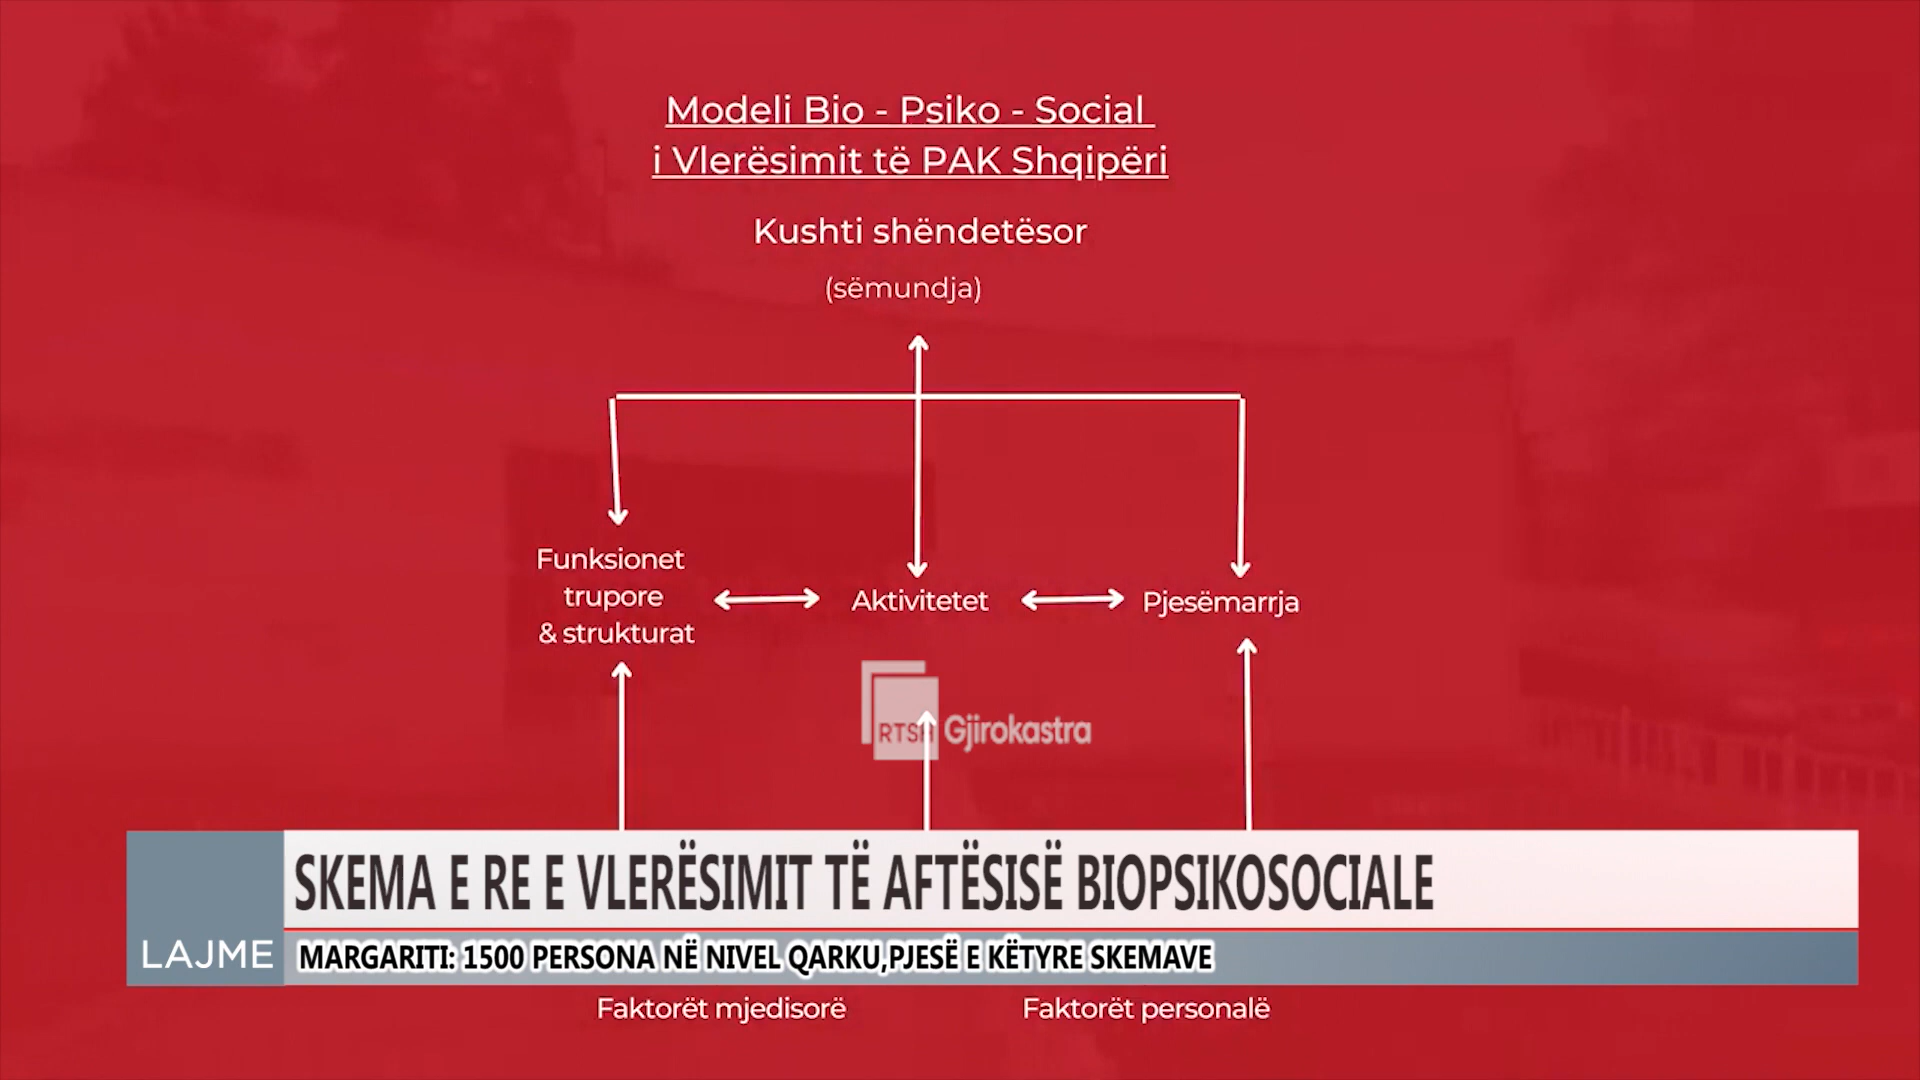 Modeli Bio - Psiko - Social
i Vlerësimit të PAK Shqipëri
Kushti shëndetësor
(sëmundja)
Funksionet
trupore
& strukturat
Aktivitetet
Pjesëmarrja
RTSH Gjirokastra
SKEMA E RE E VLERËSIMIT TË AFTËSISË BIOPSIKOSOCIALE
LAJME
MARGARITI: 1500 PERSONA NË NIVEL QARKU,PJESË E KËTYRE SKEMAVE
Faktorët mjedisorë
Faktorët personalë